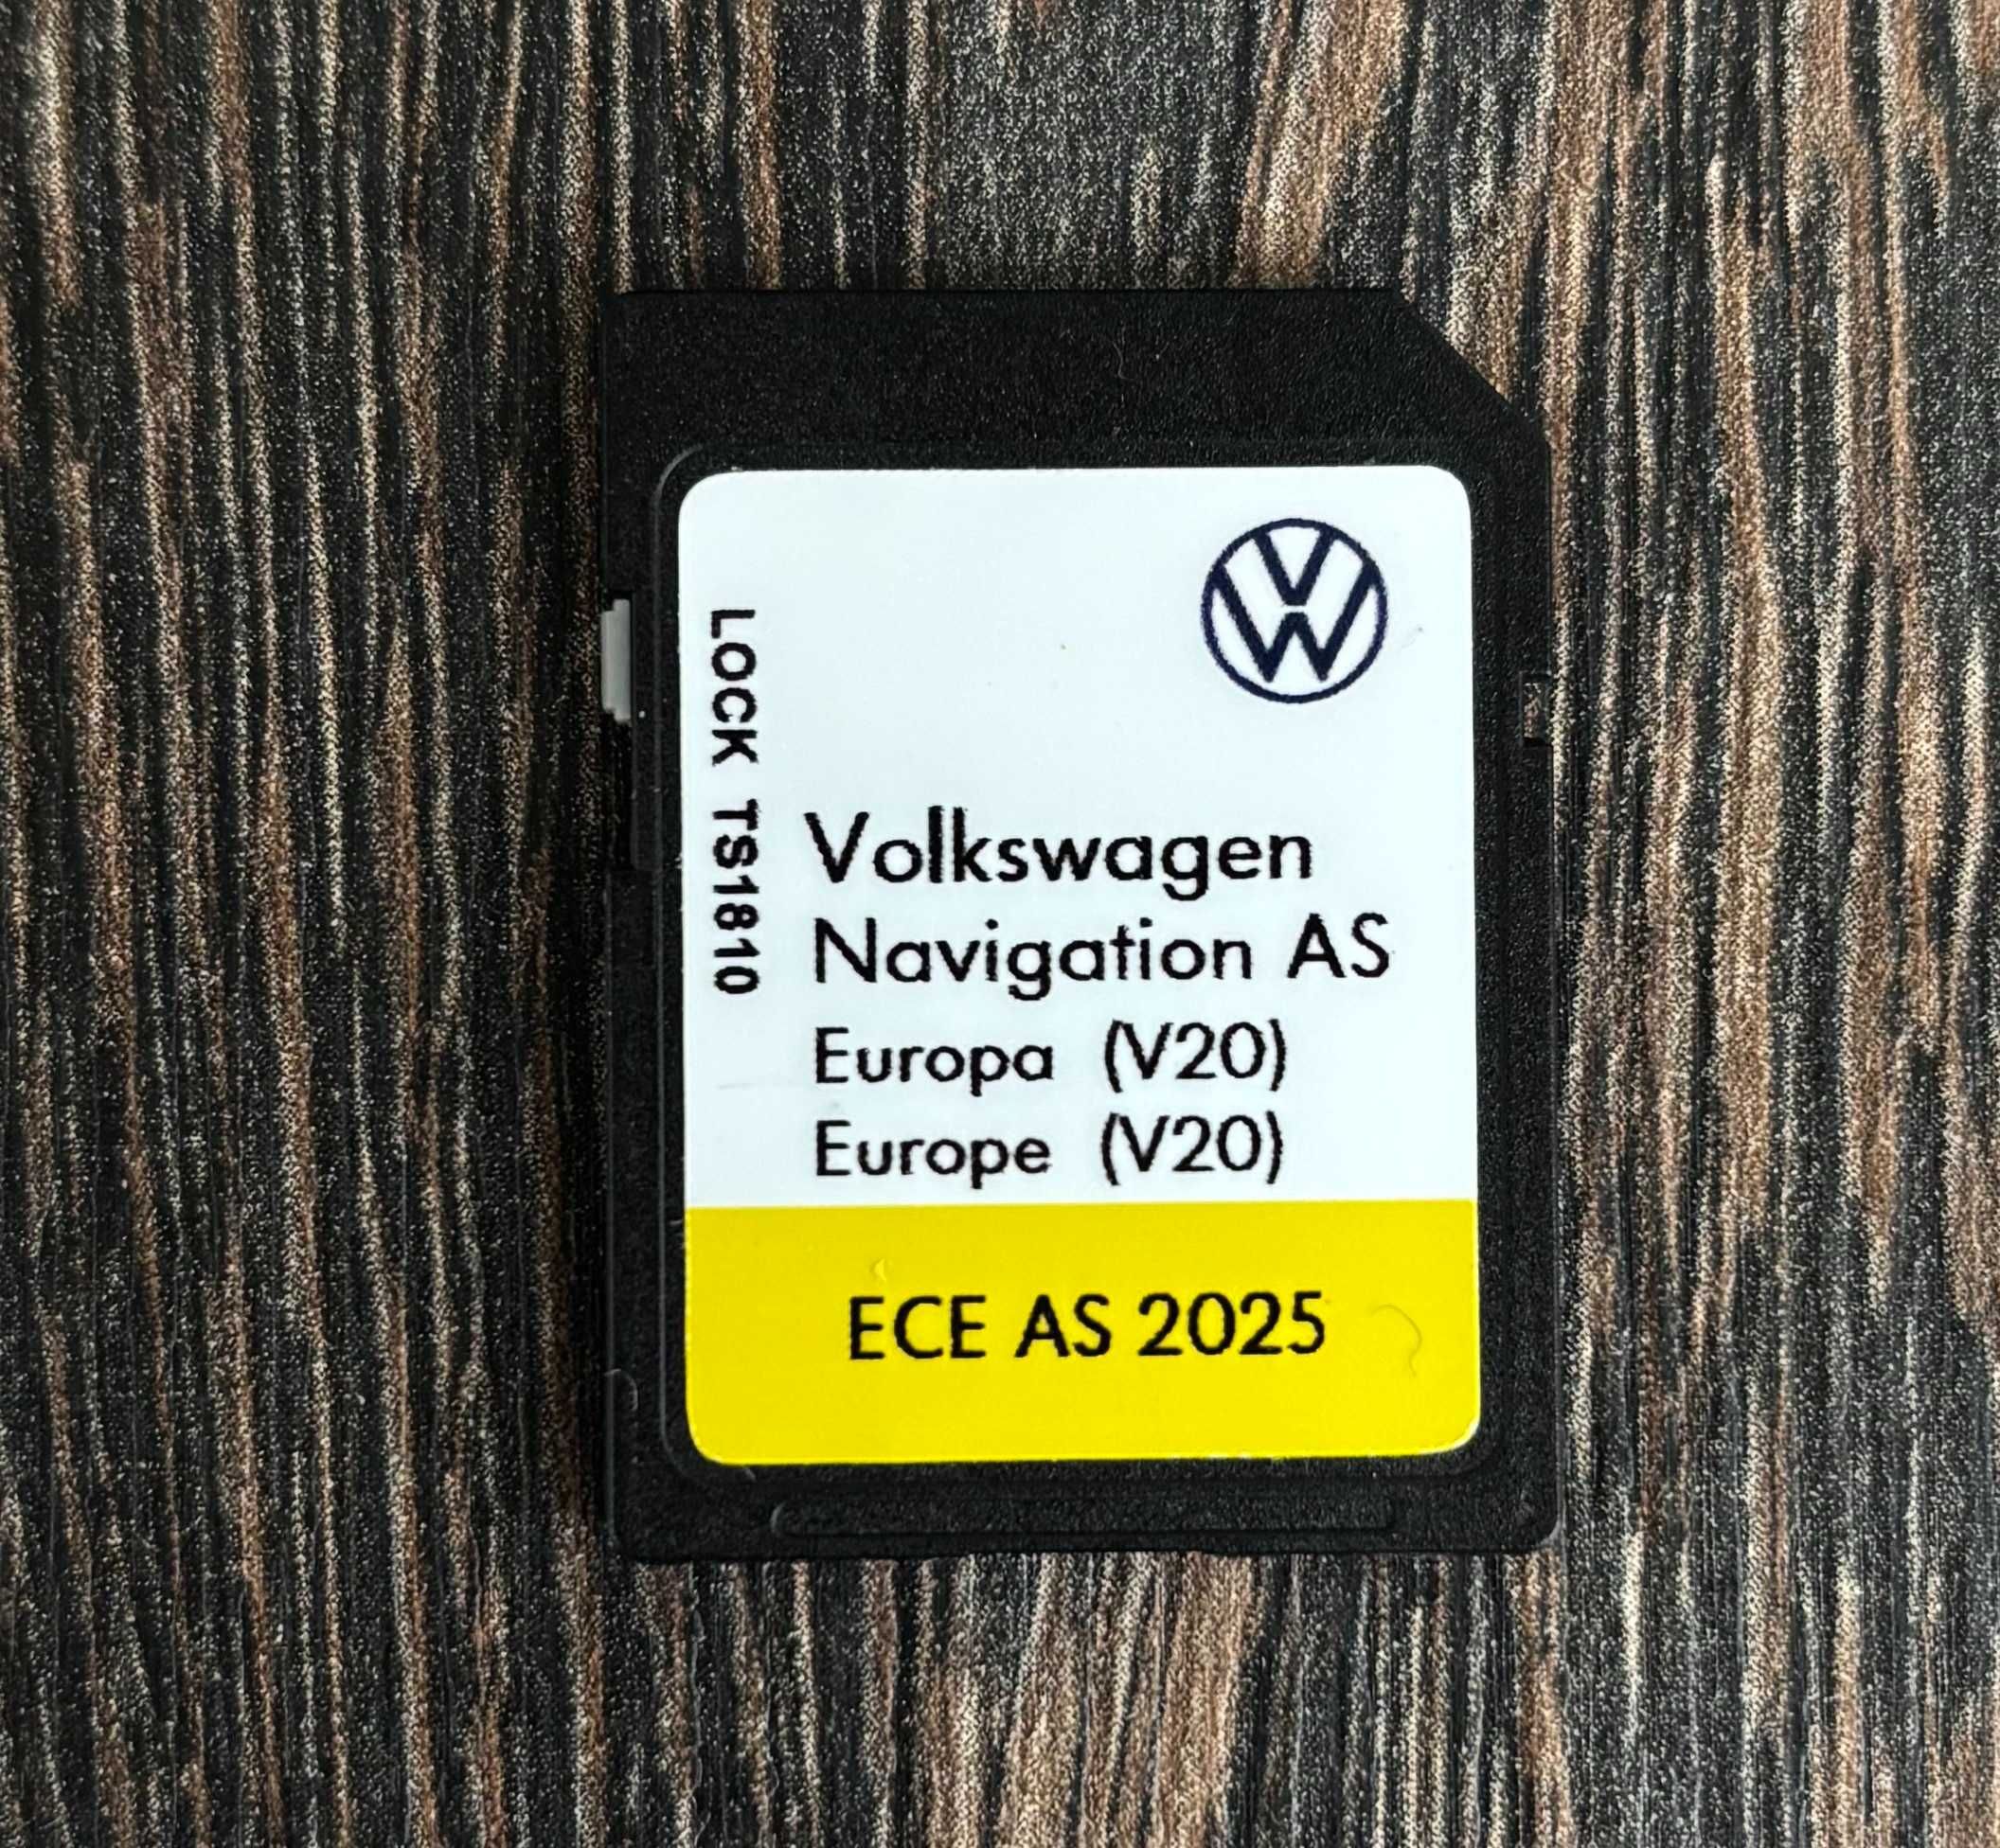 LOCK TS1810
Volkswagen
Navigation AS
Europa (V20)
Europe (V20)
ECE AS 2025